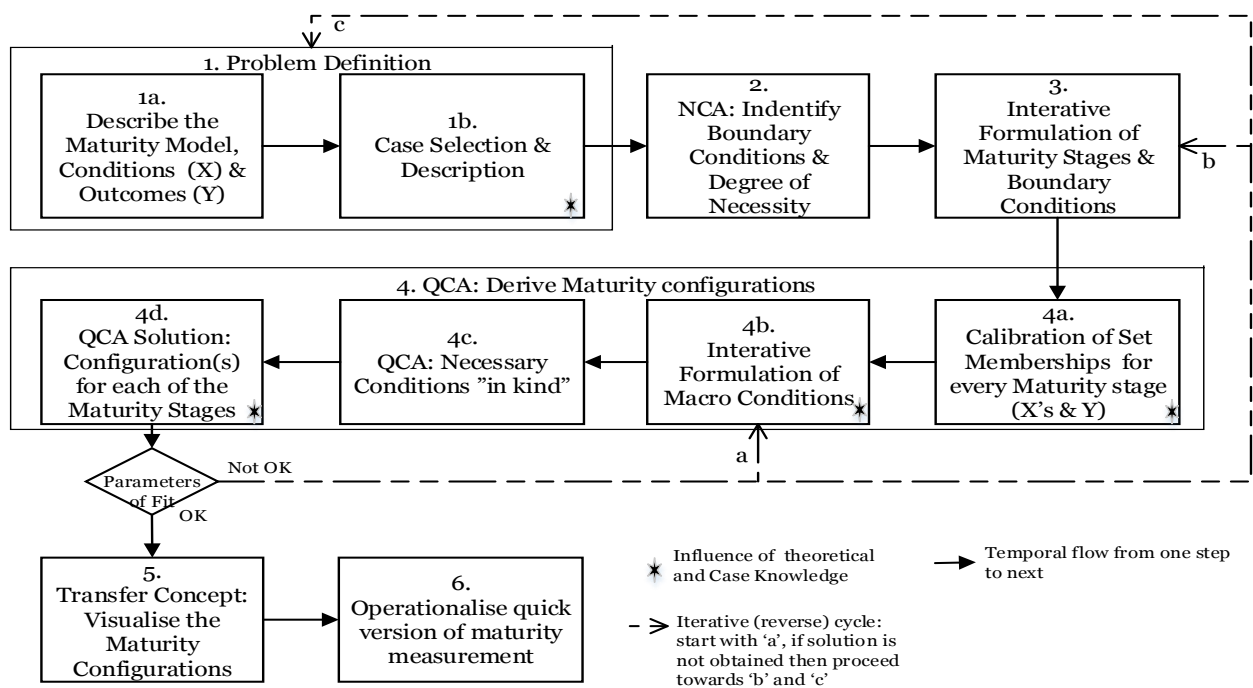 c
1. Problem Definition
1a.
Describe the
Maturity Model,
Conditions (X) &
Outcomes (Y)
1b.
Case Selection &
Description
2.
NCA: Indentify
Boundary
Conditions &
Degree of
Necessity
3.
Interative
Formulation of
Maturity Stages &
Boundary
Conditions
b
4. QCA: Derive Maturity configurations
4d.
QCA Solution:
Configuration(s)
for each of the
Maturity Stages
4c.
QCA: Necessary
Conditions "in kind"
4b.
Interative
Formulation of
Macro Conditions
4a.
Calibration of Set
Memberships for
every Maturity stage
(X's & Y)
a
Not OK
Parameters
of Fit
OK
5.
Transfer Concept:
Visualise the
Maturity
Configurations
6.
Operationalise quick
version of maturity
measurement
Influence of theoretical
and Case Knowledge
Temporal flow from one step
to next
Iterative (reverse) cycle:
start with 'a', if solution is
not obtained then proceed
towards 'b' and 'c'